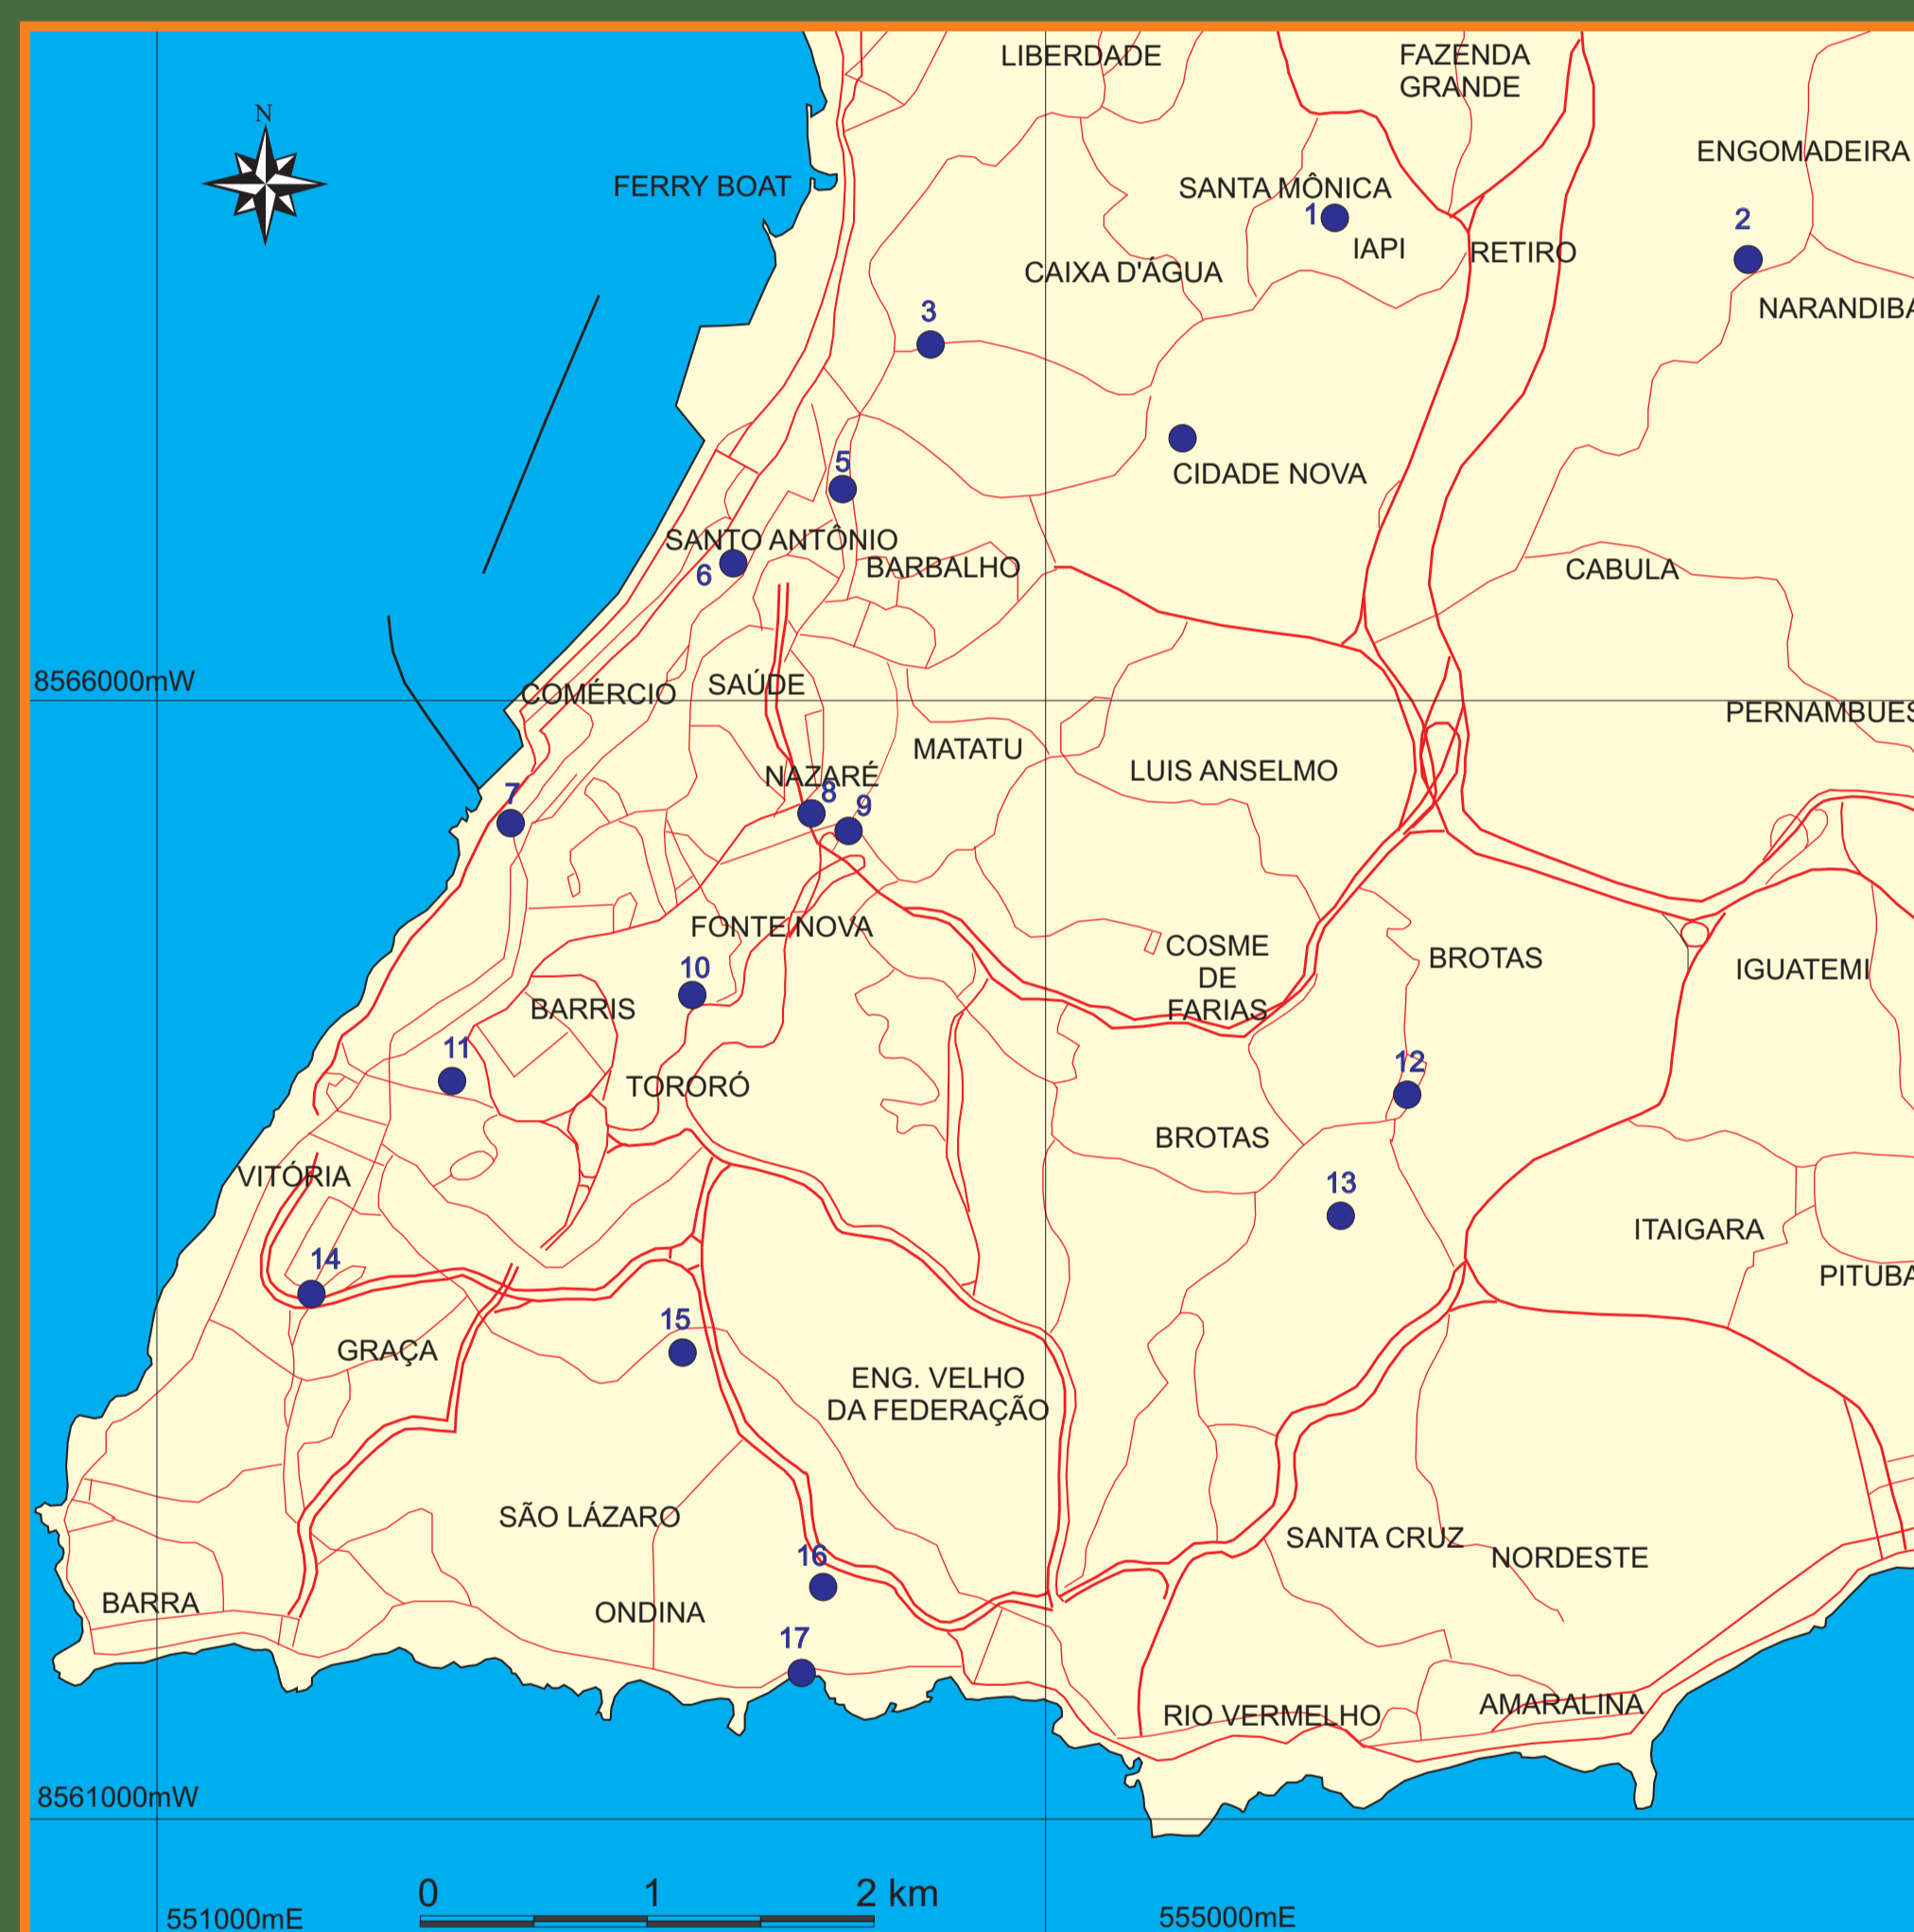 LIBERDADE
FAZENDA
GRANDE
N
ENGOMADEIRA
FERRY BOAT
SANTA MÔNICA
1
2
IAPI
RETIRO
CAIXA D'ÁGUA
NARANDIBA
3
5
CIDADE NOVA
SANTO ANTÔNIO
6
BARBALHO
CABULA
8566000mW
COMÉRCIO
SAÚDE
PERNAMBUES
MATATU
LUIS ANSELMO
NAZARÉ
7
8
9
FONTE NOVA
COSME
DE
FARIAS
BROTAS
IGUATEMI
10
BARRIS
11
12
TORORÓ
BROTAS
VITÓRIA
13
ITAIGARA
14
PITUBA
15
GRAÇA
ENG. VELHO
DA FEDERAÇÃO
SÃO LÁZARO
SANTA CRUZ
NORDESTE
16
BARRA
ONDINA
17
RIO VERMELHO
AMARALINA
8561000mW
0 1 2 km
551000mE
555000mE